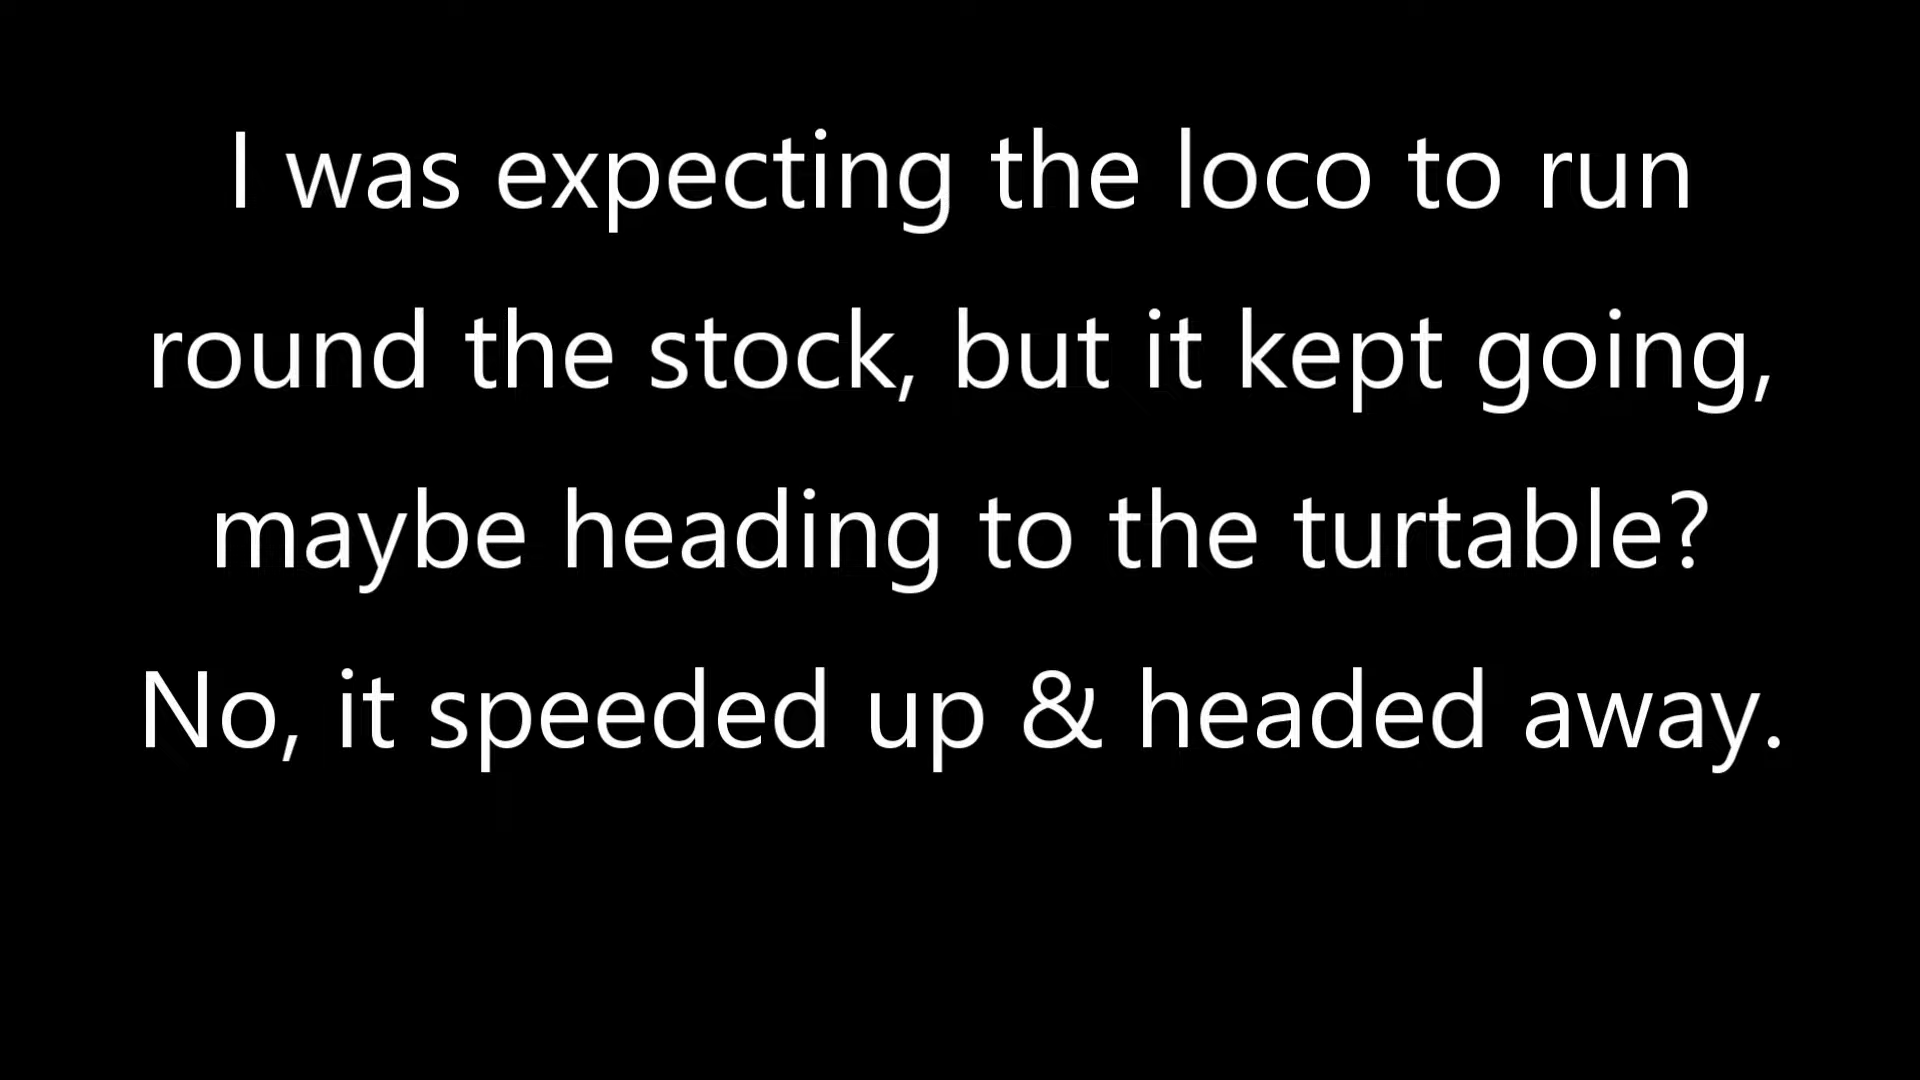 I was expecting the loco to run
round the stock, but it kept going,
maybe heading to the turtable?
No, it speeded up & headed away.